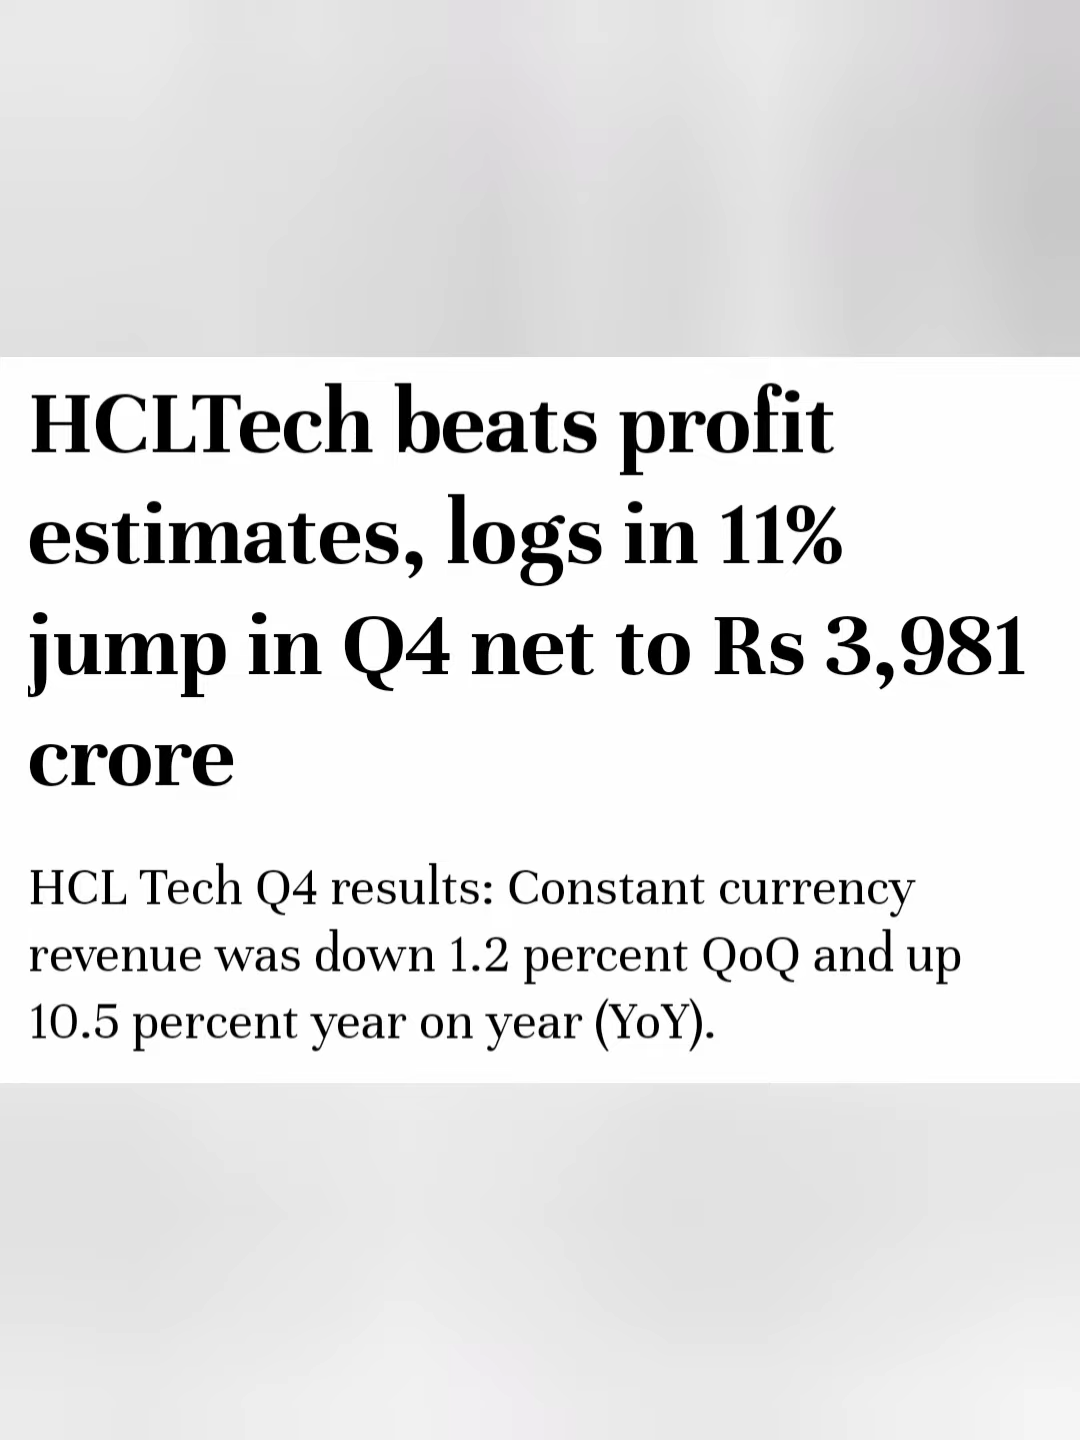 HCLTech beats profit
estimates, logs in 11%
jump in Q4 net to Rs 3,981
crore
HCL Tech Q4 results: Constant currency
revenue was down 1.2 percent QoQ and up
10.5 percent year on year (YoY).